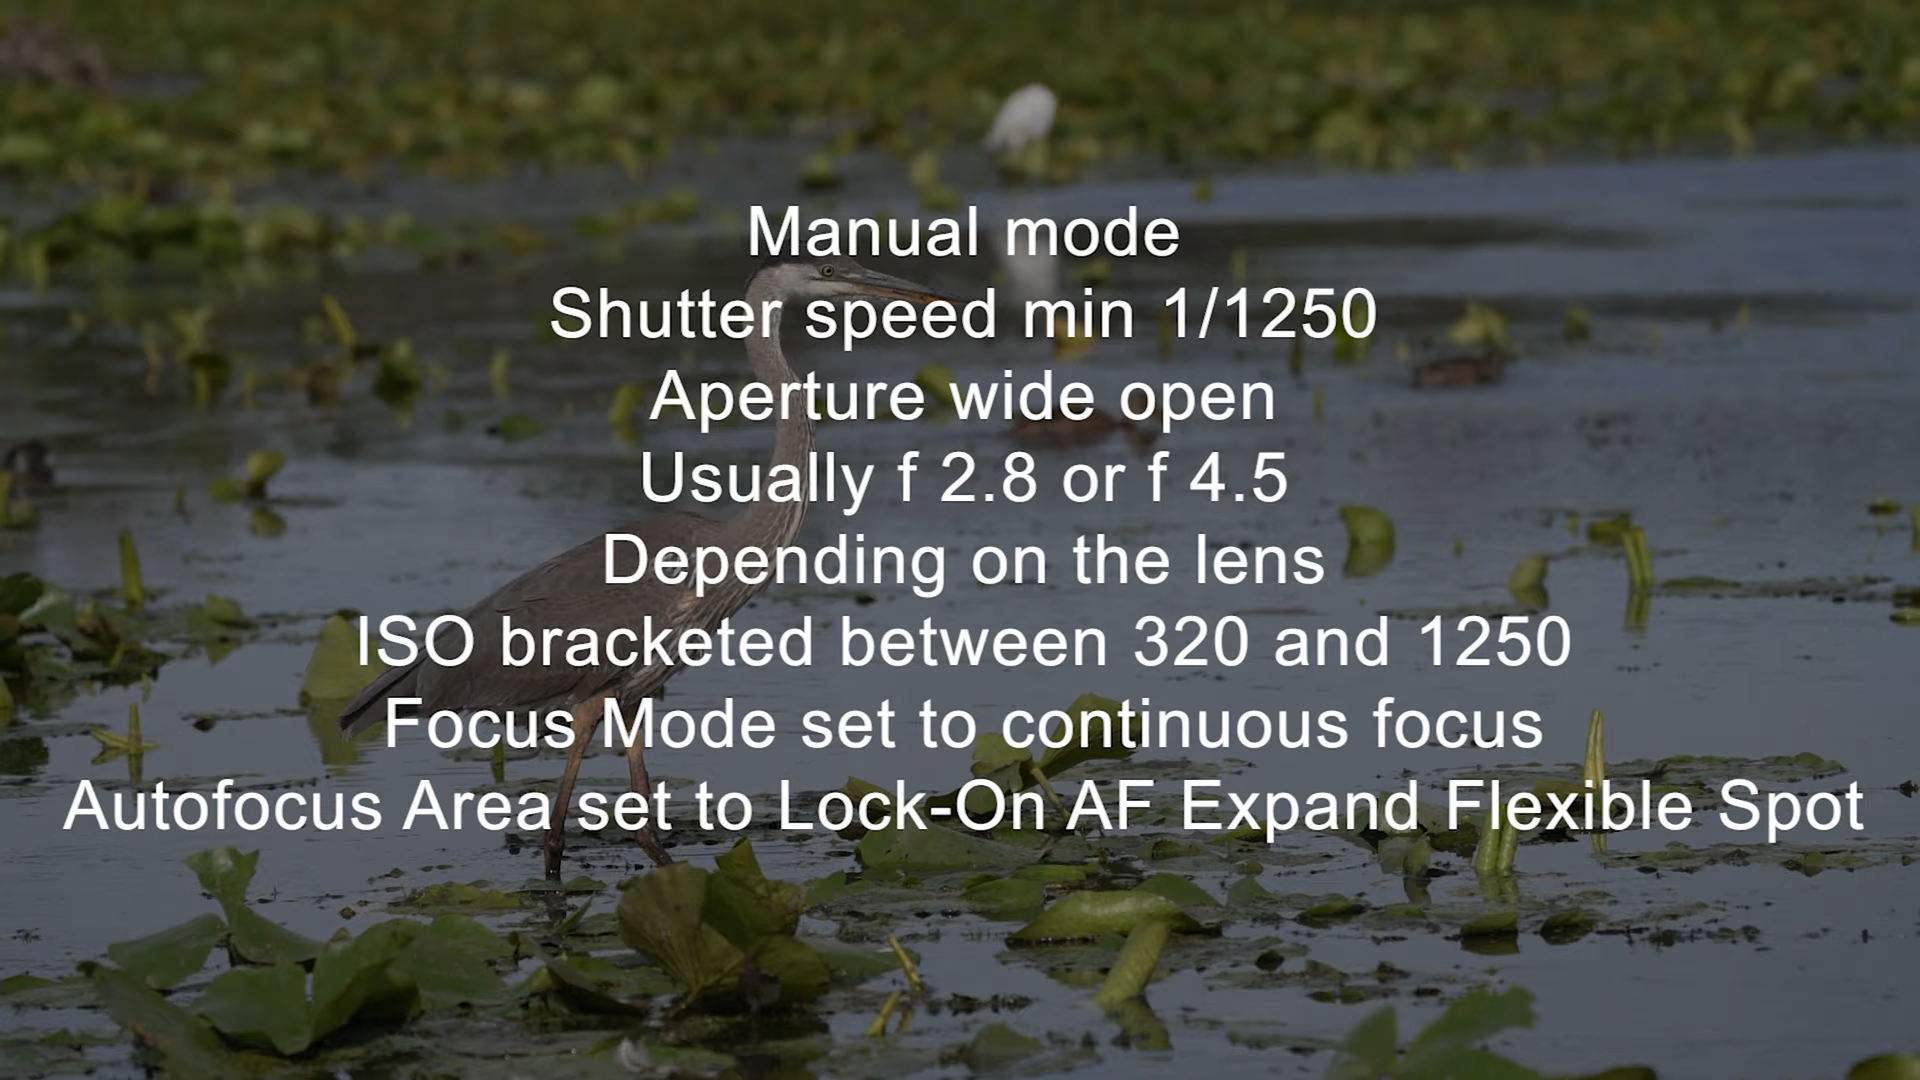 Manual mode
Shutter speed min 1/1250
Aperture wide open
Usually f 2.8 or f 4.5
Depending on the lens
ISO bracketed between 320 and 1250
Focus Mode set to continuous focus
Autofocus Area set to Lock-On AF Expand Flexible Spot